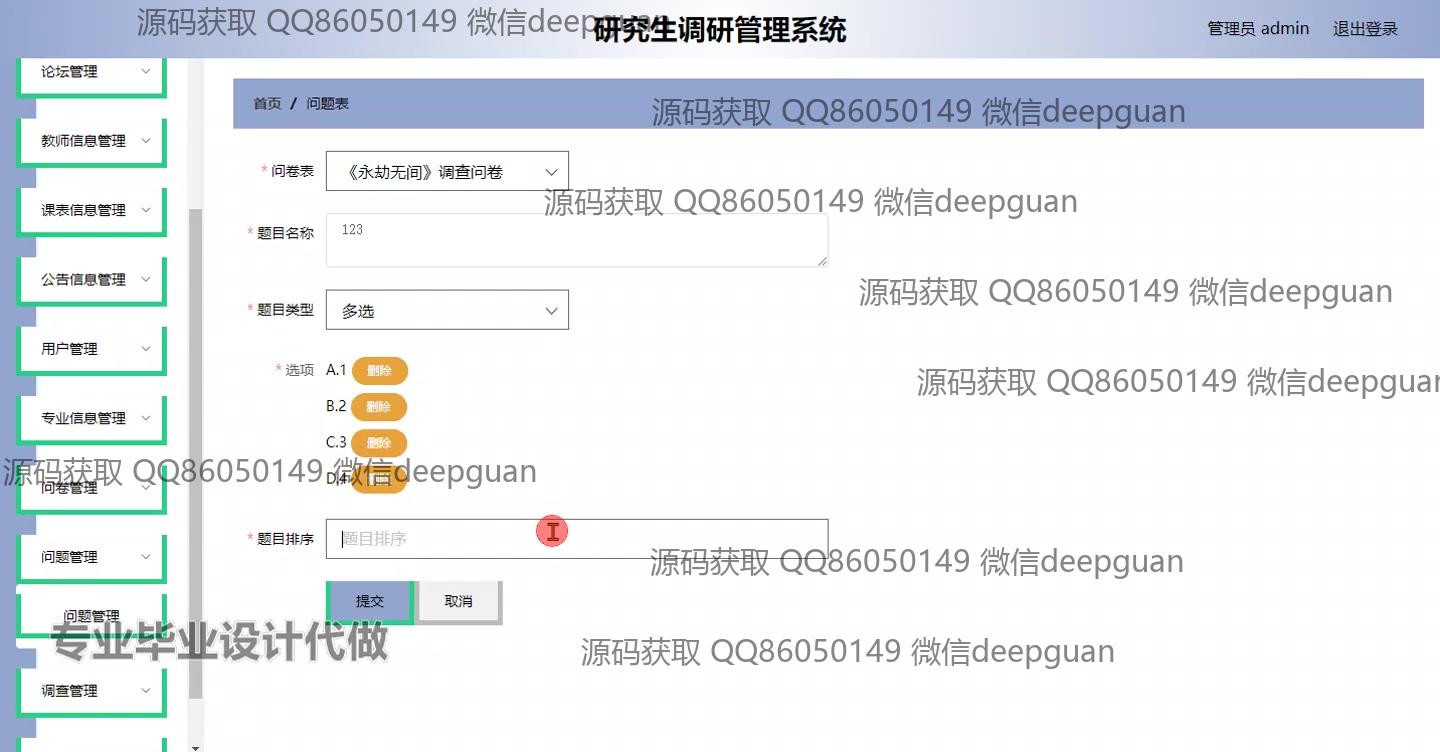 源码获取 QQ86050149 微信deepguan
研究生调研管理系统
管理员 admin
退出登录
论坛管理
教师信息管理
课表信息管理
公告信息管理
用户管理
专业信息管理
问卷管理
问题管理
问题管理
调查管理
首页 / 问题表
源码获取 QQ86050149 微信deepguan
* 问卷表 《永劫无间》调查问卷
源码获取 QQ86050149 微信deepguan
* 题目名称 123
源码获取 QQ86050149 微信deepguan
* 题目类型 多选
* 选项 A.1 删除
源码获取 QQ86050149 微信deepguan
B.2 删除
C.3 删除
D.4 删除
源码获取 QQ86050149 微信deepguan
* 题目排序 题目排序
源码获取 QQ86050149 微信deepguan
提交
取消
专业毕业设计代做
源码获取 QQ86050149 微信deepguan